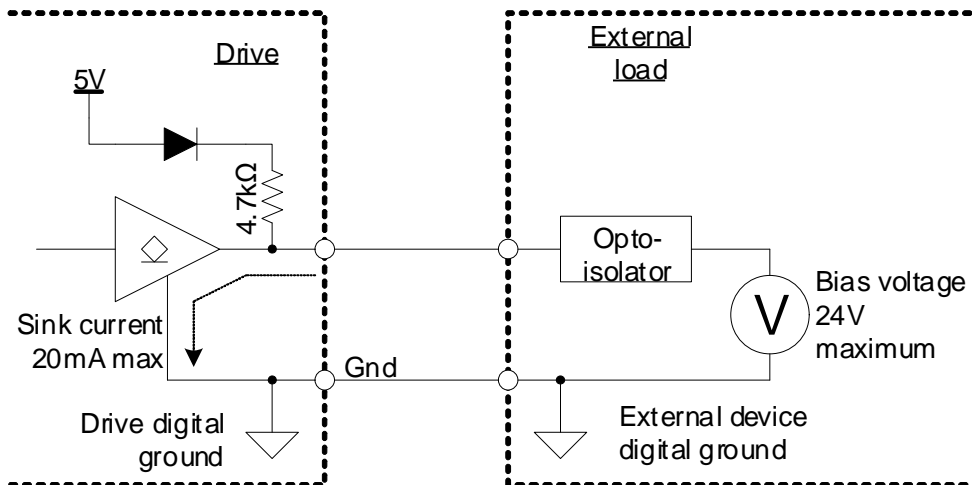 Drive
External
load
5V
4.7kΩ
Opto-
isolator
V
Bias voltage
24V
maximum
Sink current
20mA max
Gnd
Drive digital
ground
External device
digital ground